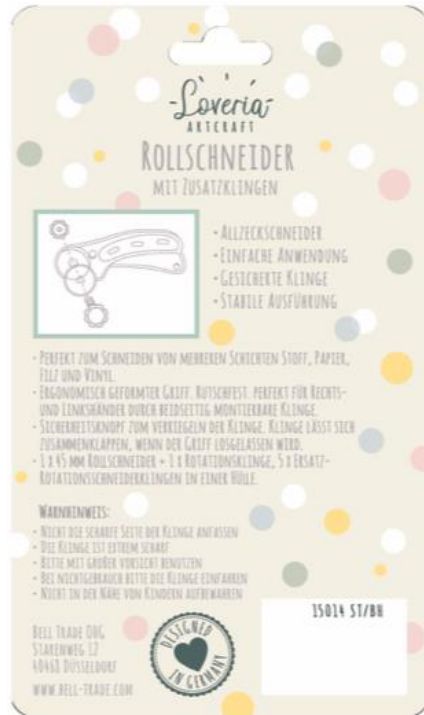 Loveria
ARTCRAFT
ROLLSCHNEIDER
MIT ZUSATZKLINGEN
• ALLZECKSCHNEIDER
• EINFACHE ANWENDUNG
• GESICHERTE KLINGE
• STABILE AUSFÜHRUNG
• PERFEKT ZUM SCHNEIDEN VON MEHREREN SCHICHTEN STOFF, PAPIER,
FILZ UND VINYL.
• ERGONOMISCH GEFORMTER GRIFF. RUTSCHFEST. PERFEKT FÜR RECHTS-
UND LINKSHÄNDER DURCH BEIDSEITIG MONTIERBARE KLINGE.
• SICHERHEITSKNOPF ZUM VERRIEGELN DER KLINGE. KLINGE LÄSST SICH
ZUSAMMENKLAPPEN, WENN DER GRIFF LOSGELASSEN WIRD.
• 1 X 45 MM ROLLSCHNEIDER + 1 X ROTATIONSKLINGE, 5 X ERSATZ-
ROTATIONSSCHNEIDERKLINGEN IN EINER HÜLLE.
WARNHINWEIS:
• NICHT DIE SCHARFE SEITE DER KLINGE ANFASSEN
• DIE KLINGE IST EXTREM SCHARF
• BITTE MIT GROßER VORSICHT BENUTZEN
• BEI NICHTGEBRAUCH BITTE DIE KLINGE EINFAHREN
• NICHT IN DER NÄHE VON KINDERN AUFBEWAHREN
BELL TRADE OHG
STARENWEG 12
40468 DÜSSELDORF
WWW.BELL-TRADE.COM
DESIGNED
IN GERMANY
15014 ST/BH